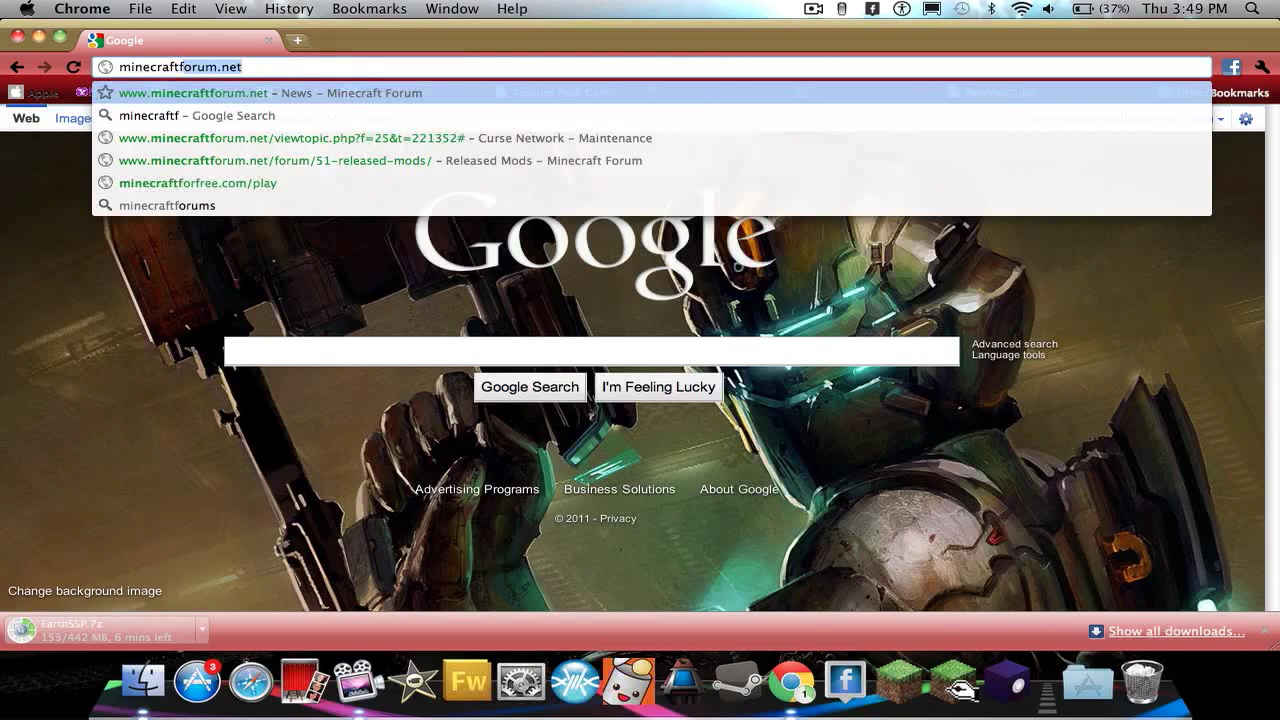 Chrome File Edit View History Bookmarks Window Help (37%) Thu 3:49 PM
Google
minecraftforum.net
Apple
www.minecraftforum.net – News – Minecraft Forum
Bookmarks
minecraftf – Google Search
Web Image
www.minecraftforum.net/viewtopic.php?f=25&t=221352# – Curse Network – Maintenance
www.minecraftforum.net/forum/51-released-mods/ – Released Mods – Minecraft Forum
minecraftforfree.com/play
minecraftforums
Google
Advanced search
Language tools
Google Search I'm Feeling Lucky
Advertising Programs Business Solutions About Google
© 2011 - Privacy
Change background image
EarthSSP.7z
153/442 MB, 6 mins left
Show all downloads...
3
Fw
1